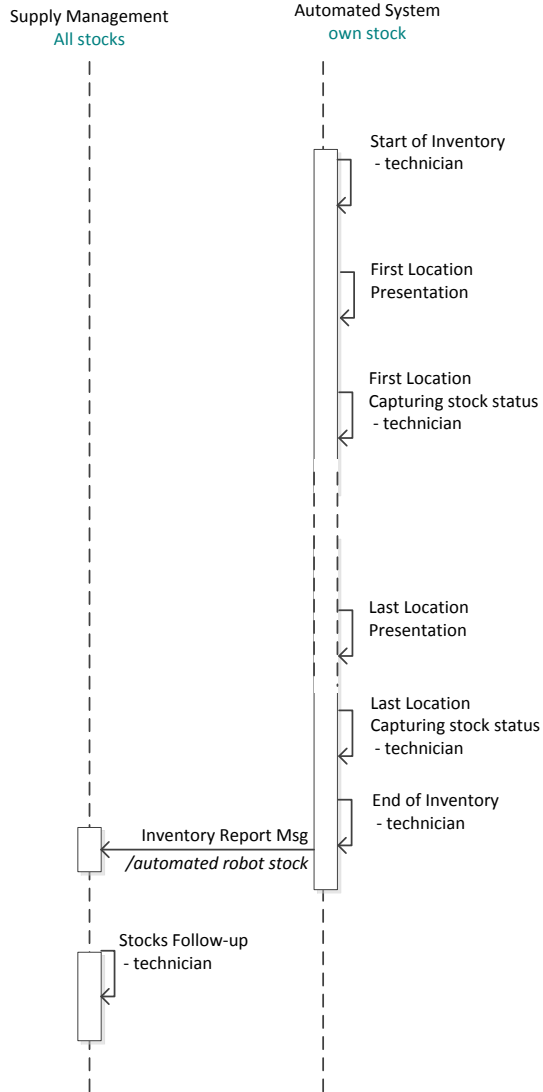 Supply Management
All stocks
Automated System
own stock
Start of Inventory
- technician
First Location
Presentation
First Location
Capturing stock status
- technician
Last Location
Presentation
Last Location
Capturing stock status
- technician
End of Inventory
- technician
Inventory Report Msg
/automated robot stock
Stocks Follow-up
- technician